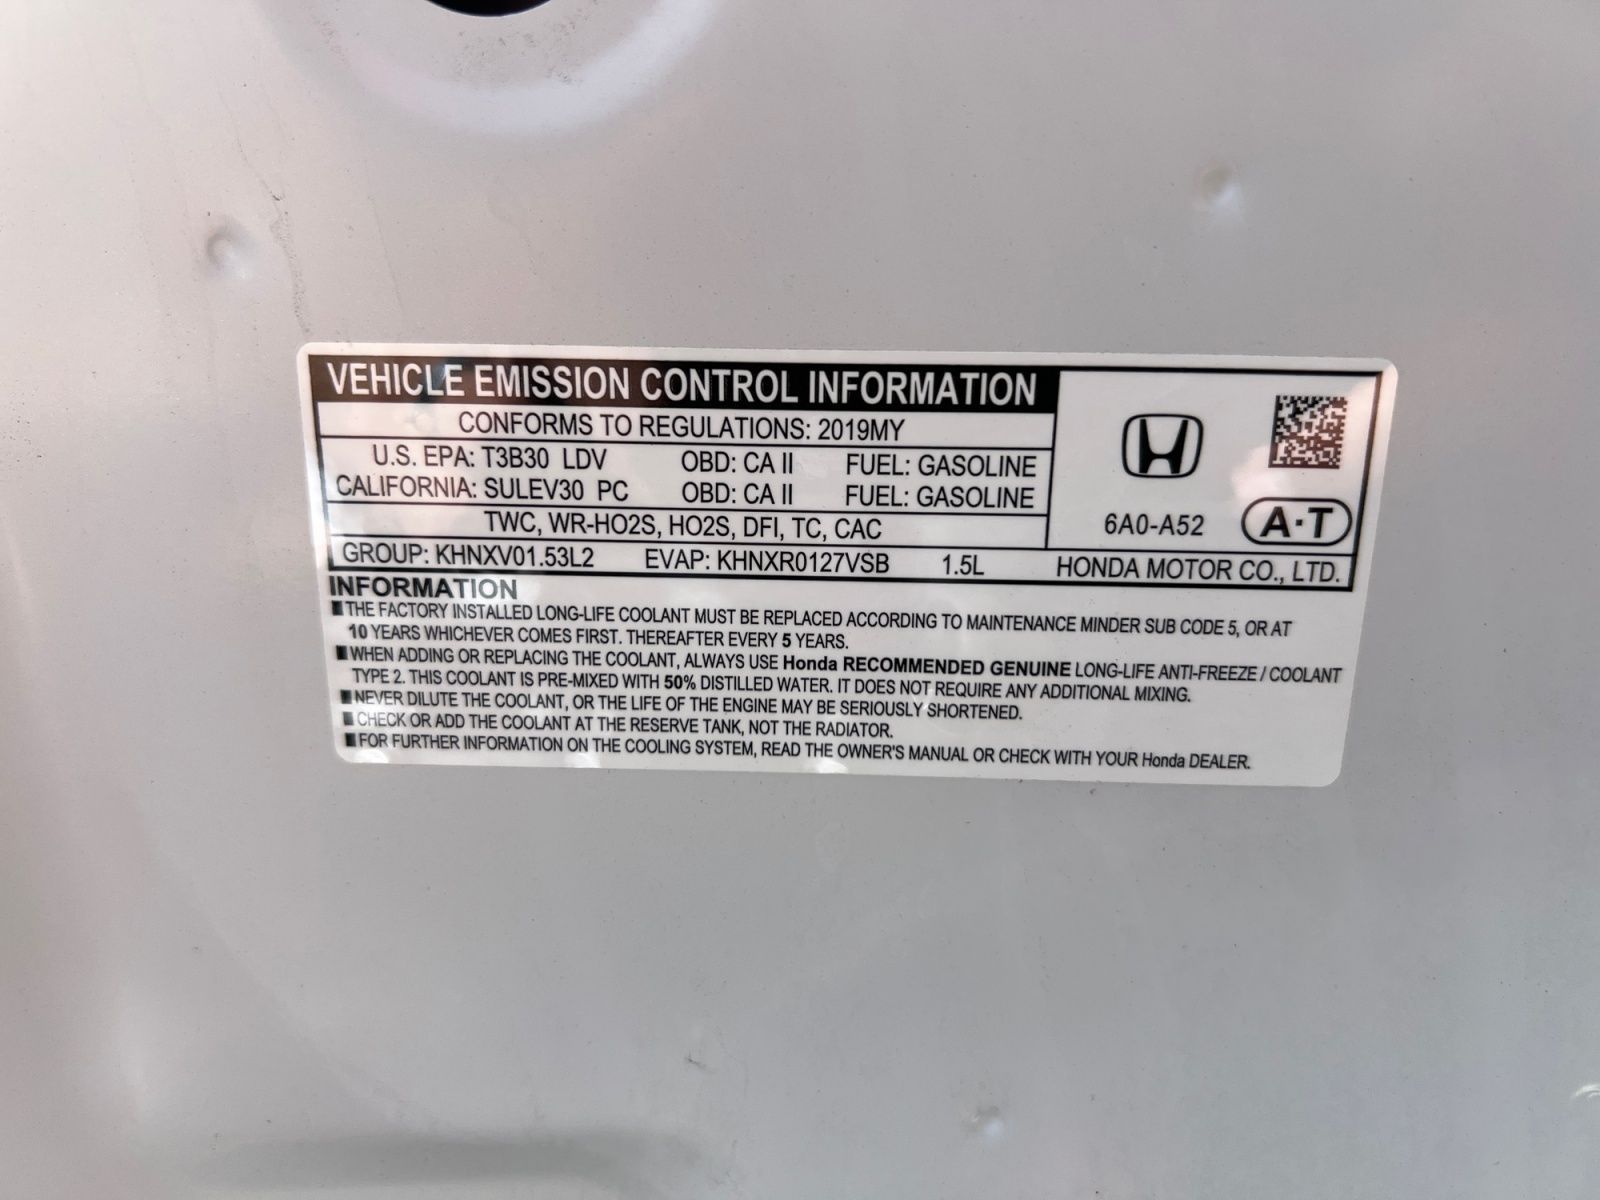 VEHICLE EMISSION CONTROL INFORMATION
CONFORMS TO REGULATIONS: 2019MY
U.S. EPA: T3B30 LDV OBD: CA II FUEL: GASOLINE
CALIFORNIA: SULEV30 PC OBD: CA II FUEL: GASOLINE
TWC, WR-HO2S, HO2S, DFI, TC, CAC
6A0-A52 A·T
GROUP: KHNXV01.53L2 EVAP: KHNXR0127VSB 1.5L HONDA MOTOR CO., LTD.
INFORMATION
■THE FACTORY INSTALLED LONG-LIFE COOLANT MUST BE REPLACED ACCORDING TO MAINTENANCE MINDER SUB CODE 5, OR AT
10 YEARS WHICHEVER COMES FIRST. THEREAFTER EVERY 5 YEARS.
■WHEN ADDING OR REPLACING THE COOLANT, ALWAYS USE Honda RECOMMENDED GENUINE LONG-LIFE ANTI-FREEZE / COOLANT
TYPE 2. THIS COOLANT IS PRE-MIXED WITH 50% DISTILLED WATER. IT DOES NOT REQUIRE ANY ADDITIONAL MIXING.
■NEVER DILUTE THE COOLANT, OR THE LIFE OF THE ENGINE MAY BE SERIOUSLY SHORTENED.
■CHECK OR ADD THE COOLANT AT THE RESERVE TANK, NOT THE RADIATOR.
■FOR FURTHER INFORMATION ON THE COOLING SYSTEM, READ THE OWNER'S MANUAL OR CHECK WITH YOUR Honda DEALER.